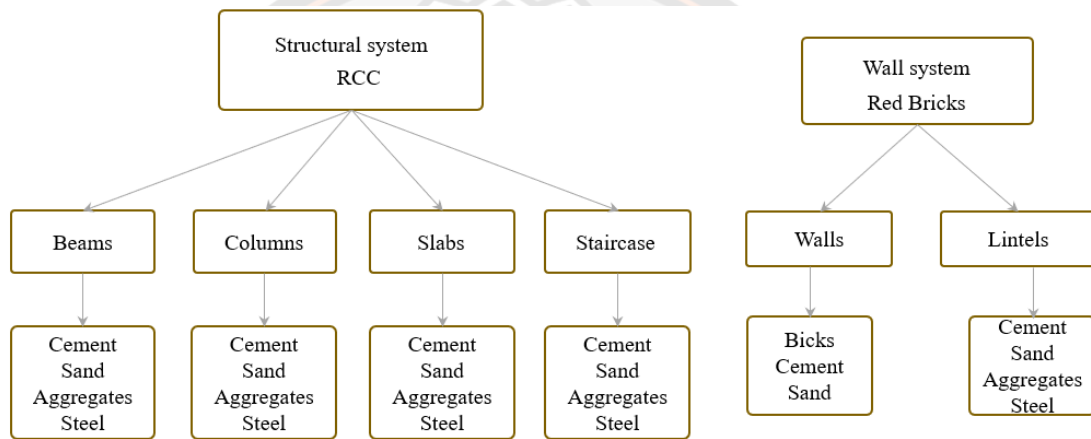 Structural system
RCC
Wall system
Red Bricks
Beams
Columns
Slabs
Staircase
Walls
Lintels
Cement
Sand
Aggregates
Steel
Cement
Sand
Aggregates
Steel
Cement
Sand
Aggregates
Steel
Cement
Sand
Aggregates
Steel
Bicks
Cement
Sand
Cement
Sand
Aggregates
Steel